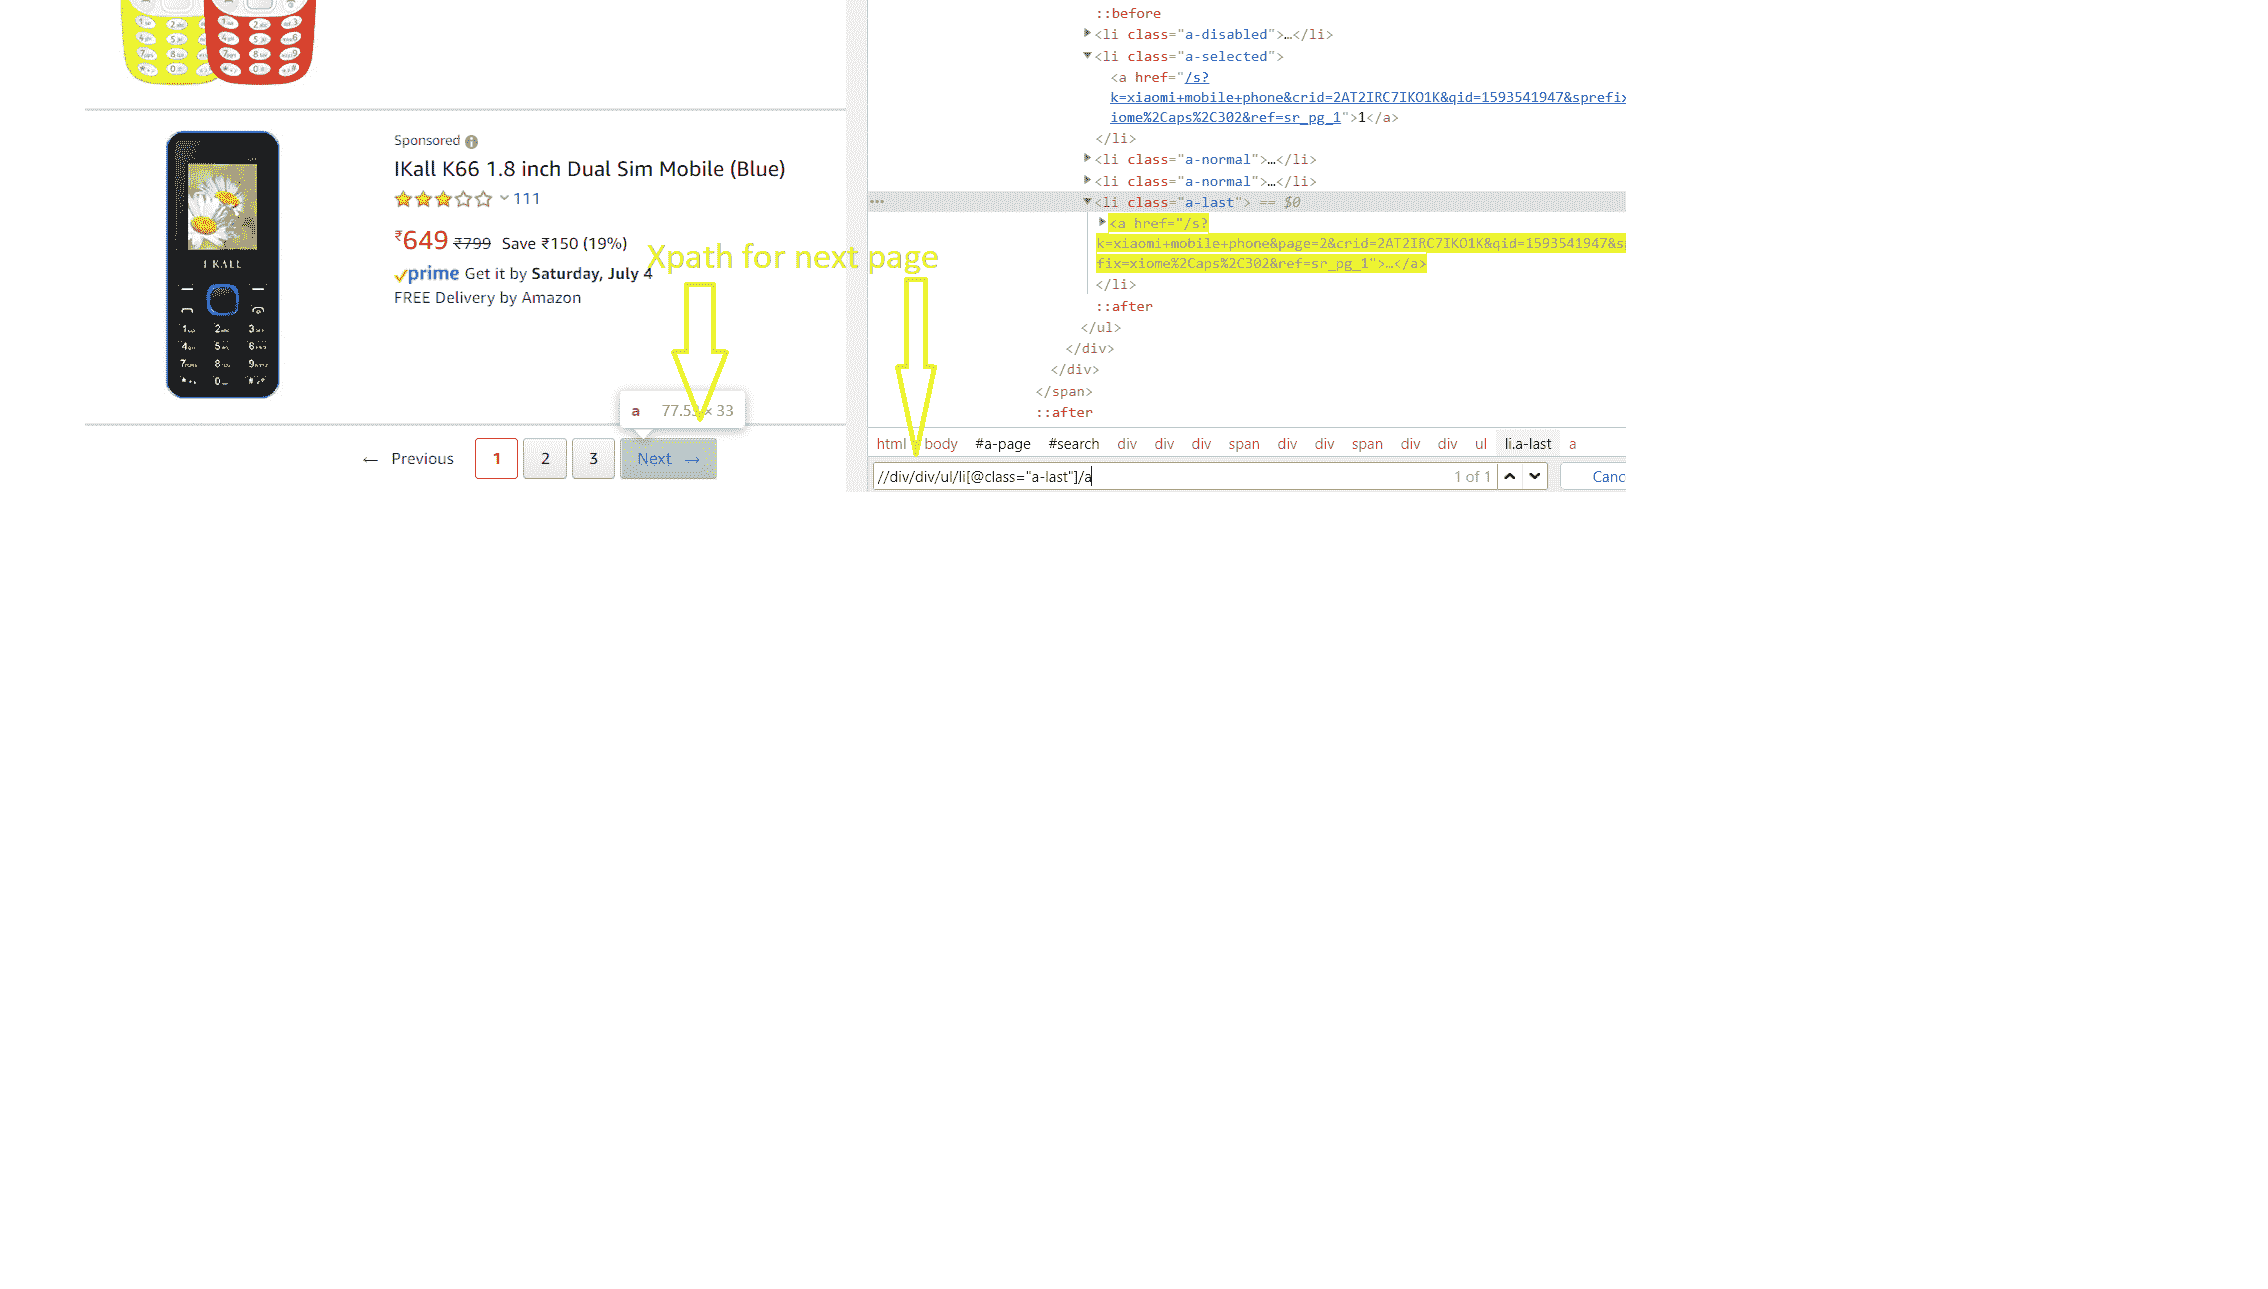 Sponsored
IKall K66 1.8 inch Dual Sim Mobile (Blue)
111
₹649 ₹799 Save ₹150 (19%)
prime Get it by Saturday, July 4
FREE Delivery by Amazon
I KALL
Xpath for next page
a 77.53 × 33
← Previous 1 2 3 Next →
::before
<li class="a-disabled">…</li>
<li class="a-selected">
<a href="/s?
k=xiaomi+mobile+phone&crid=2AT2IRC7IKO1K&qid=1593541947&sprefix
iome%2Caps%2C302&ref=sr_pg_1">1</a>
</li>
<li class="a-normal">…</li>
<li class="a-normal">…</li>
<li class="a-last"> == $0
<a href="/s?
k=xiaomi+mobile+phone&page=2&crid=2AT2IRC7IKO1K&qid=1593541947&s
fix=xiome%2Caps%2C302&ref=sr_pg_1">…</a>
</li>
::after
</ul>
</div>
</div>
</span>
::after
html body #a-page #search div div div span div div span div div ul li.a-last a
//div/div/ul/li[@class="a-last"]/a 1 of 1 Canc